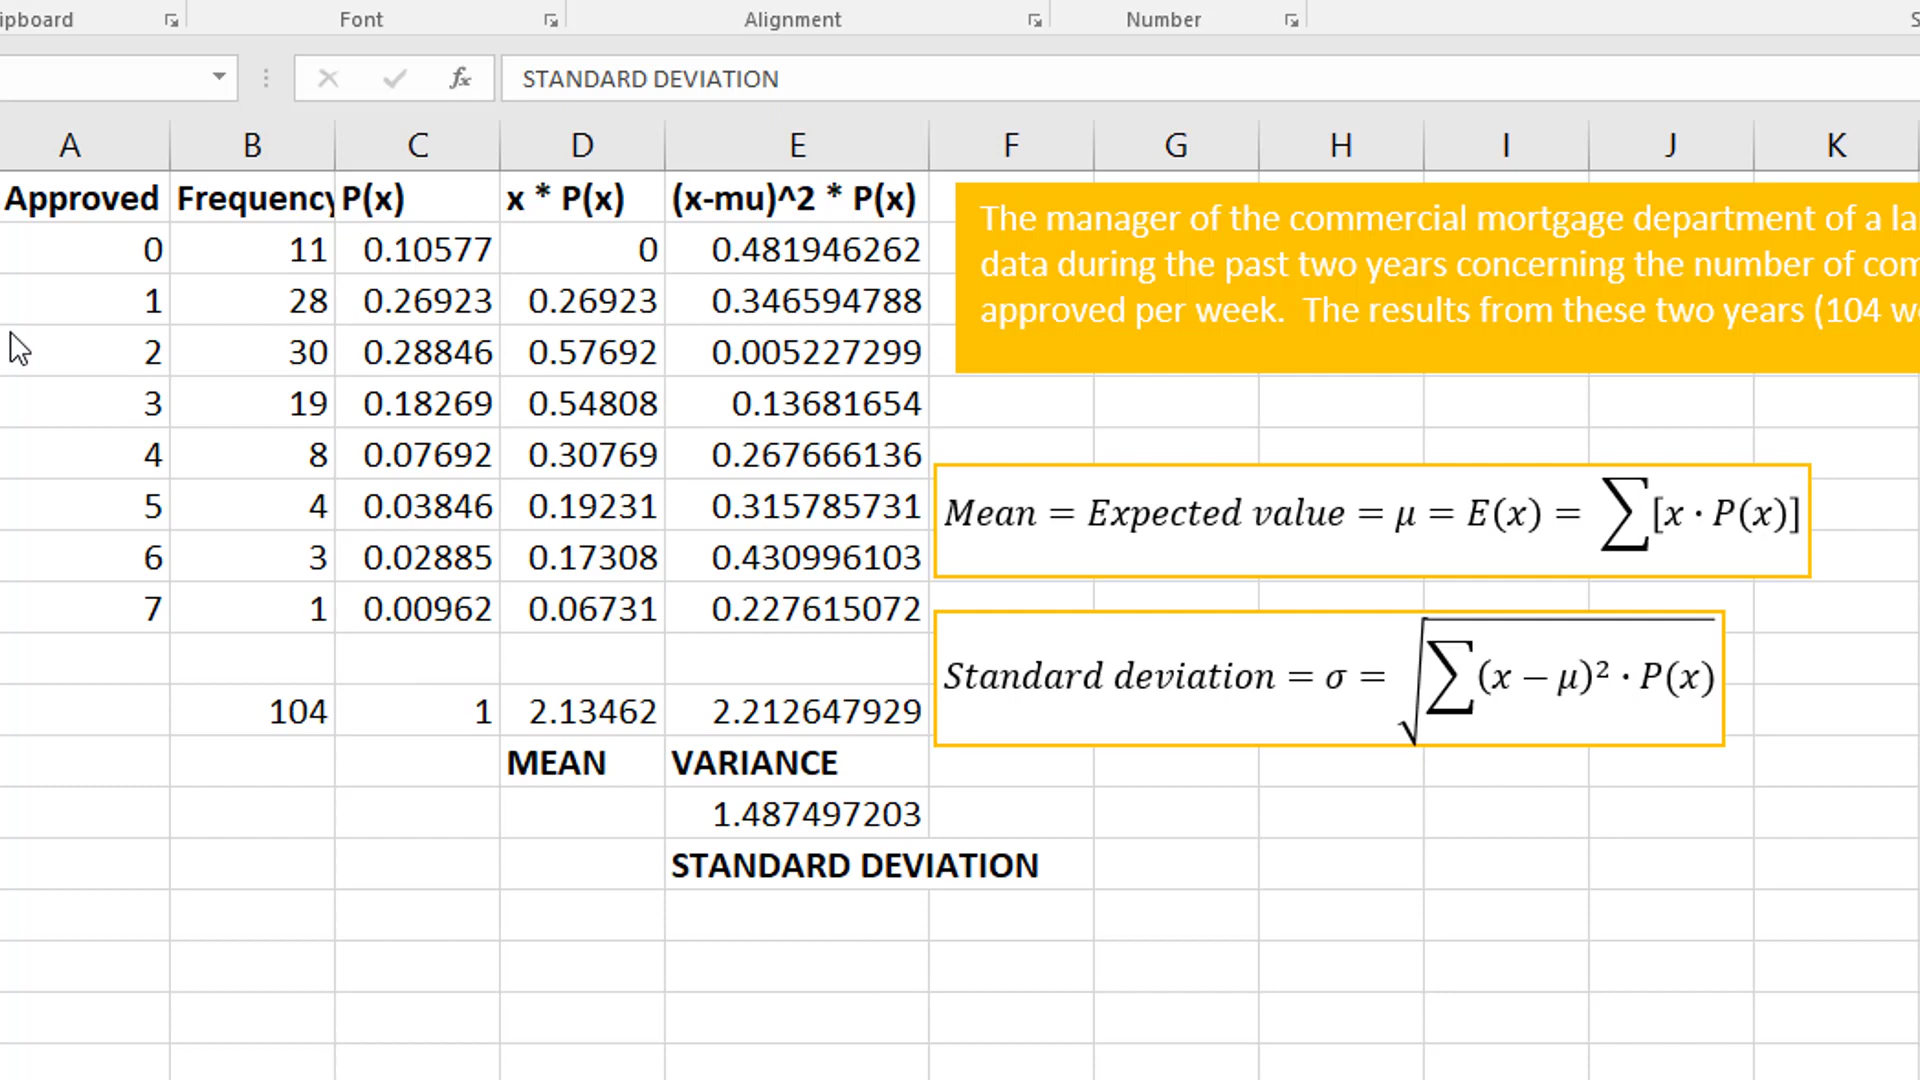 ipboard Font Alignment Number S
STANDARD DEVIATION
A B C D E F G H I J K
Approved Frequency P(x) x * P(x) (x-mu)^2 * P(x)
0 11 0.10577 0 0.481946262
1 28 0.26923 0.26923 0.346594788
2 30 0.28846 0.57692 0.005227299
3 19 0.18269 0.54808 0.13681654
4 8 0.07692 0.30769 0.267666136
5 4 0.03846 0.19231 0.315785731
6 3 0.02885 0.17308 0.430996103
7 1 0.00962 0.06731 0.227615072
104 1 2.13462 2.212647929
MEAN VARIANCE
1.487497203
STANDARD DEVIATION
The manager of the commercial mortgage department of a la
data during the past two years concerning the number of com
approved per week. The results from these two years (104 w
Mean = Expected value = μ = E(x) = ∑[x · P(x)]
Standard deviation = σ = √∑(x − μ)² · P(x)